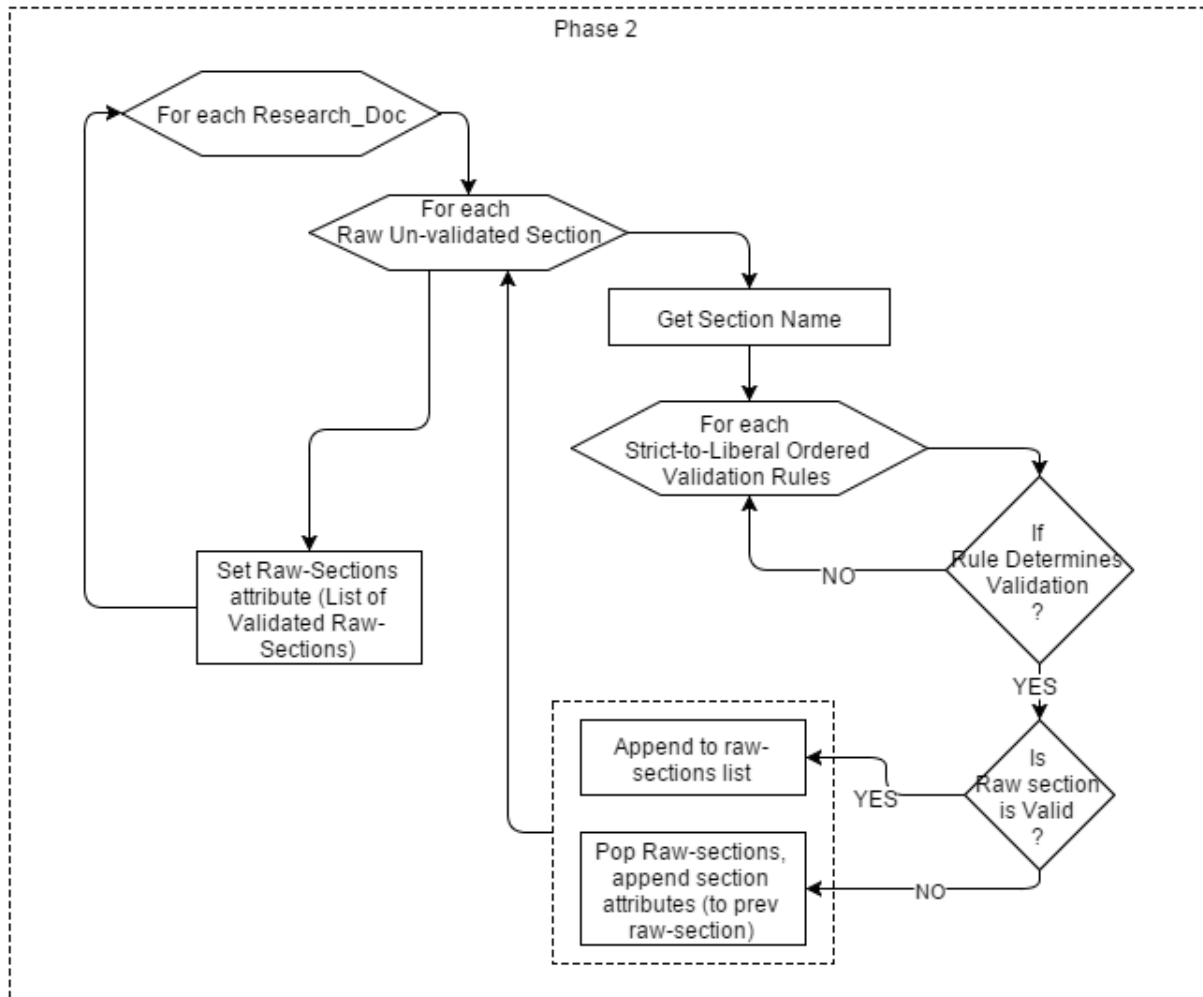 Phase 2
For each Research_Doc
For each
Raw Un-validated Section
Get Section Name
For each
Strict-to-Liberal Ordered
Validation Rules
If
Rule Determines
Validation
?
NO
YES
Set Raw-Sections
attribute (List of
Validated Raw-
Sections)
Is
Raw section
is Valid
?
YES
Append to raw-
sections list
NO
Pop Raw-sections,
append section
attributes (to prev
raw-section)